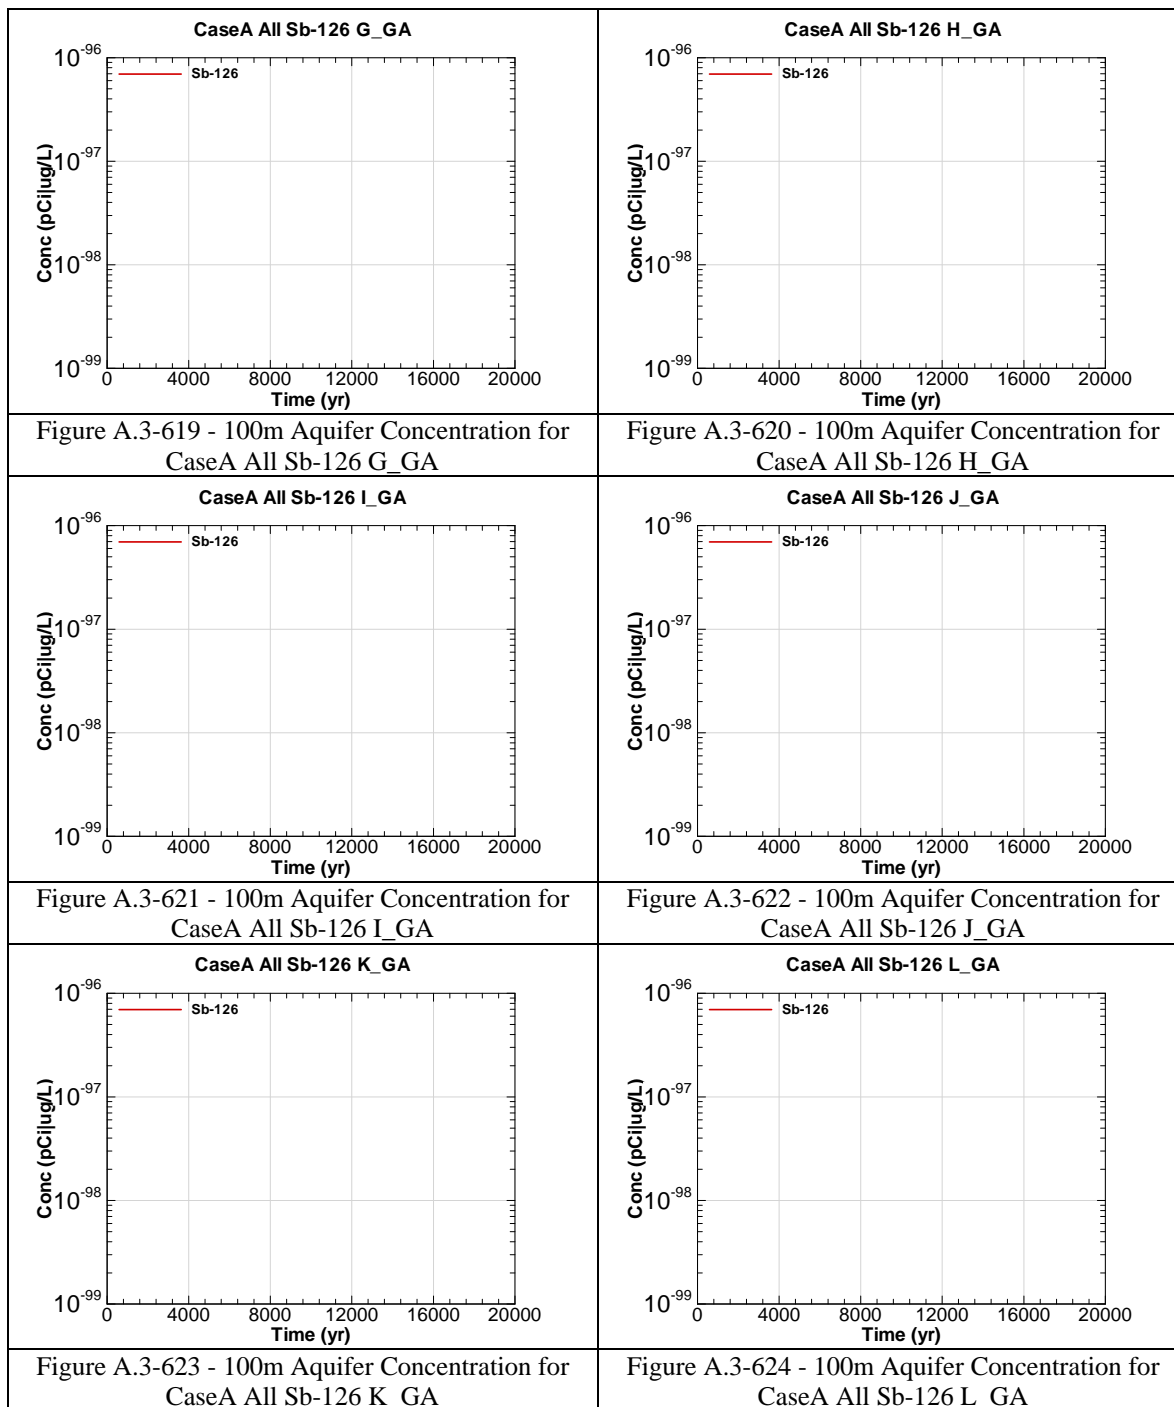 CaseA All Sb-126 G_GA
10-96
Sb-126
10-97
Conc (pCi|ug/L)
10-98
10-99
0 4000 8000 12000 16000 20000
Time (yr)
Figure A.3-619 - 100m Aquifer Concentration for
CaseA All Sb-126 G_GA
CaseA All Sb-126 H_GA
10-96
Sb-126
10-97
Conc (pCi|ug/L)
10-98
10-99
0 4000 8000 12000 16000 20000
Time (yr)
Figure A.3-620 - 100m Aquifer Concentration for
CaseA All Sb-126 H_GA
CaseA All Sb-126 I_GA
10-96
Sb-126
10-97
Conc (pCi|ug/L)
10-98
10-99
0 4000 8000 12000 16000 20000
Time (yr)
Figure A.3-621 - 100m Aquifer Concentration for
CaseA All Sb-126 I_GA
CaseA All Sb-126 J_GA
10-96
Sb-126
10-97
Conc (pCi|ug/L)
10-98
10-99
0 4000 8000 12000 16000 20000
Time (yr)
Figure A.3-622 - 100m Aquifer Concentration for
CaseA All Sb-126 J_GA
CaseA All Sb-126 K_GA
10-96
Sb-126
10-97
Conc (pCi|ug/L)
10-98
10-99
0 4000 8000 12000 16000 20000
Time (yr)
Figure A.3-623 - 100m Aquifer Concentration for
CaseA All Sb-126 K_GA
CaseA All Sb-126 L_GA
10-96
Sb-126
10-97
Conc (pCi|ug/L)
10-98
10-99
0 4000 8000 12000 16000 20000
Time (yr)
Figure A.3-624 - 100m Aquifer Concentration for
CaseA All Sb-126 L_GA